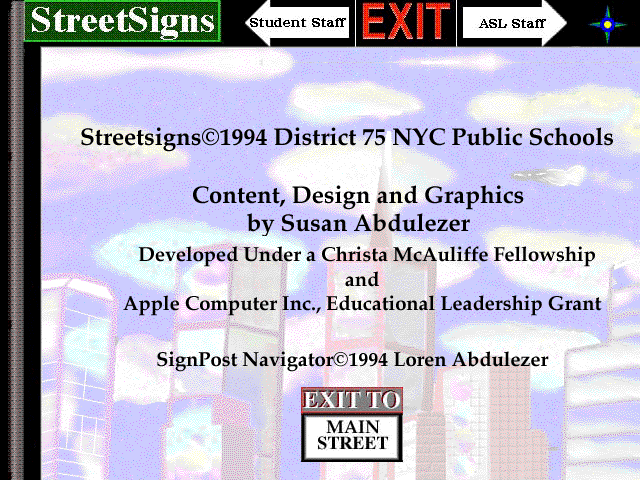 StreetSigns
Student Staff
EXIT
ASL Staff
Streetsigns©1994 District 75 NYC Public Schools
Content, Design and Graphics
by Susan Abdulezer
Developed Under a Christa McAuliffe Fellowship
and
Apple Computer Inc., Educational Leadership Grant
SignPost Navigator©1994 Loren Abdulezer
EXIT TO
MAIN
STREET